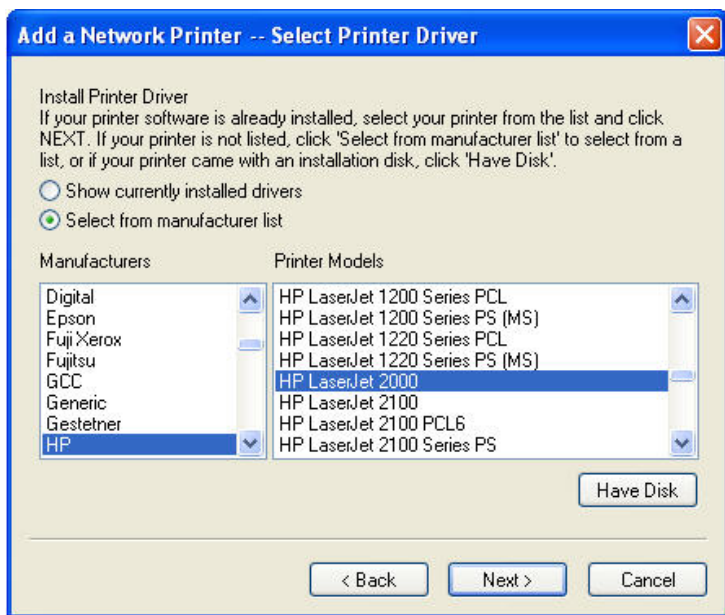 Add a Network Printer -- Select Printer Driver
Install Printer Driver
If your printer software is already installed, select your printer from the list and click
NEXT. If your printer is not listed, click 'Select from manufacturer list' to select from a
list, or if your printer came with an installation disk, click 'Have Disk'.
Show currently installed drivers
Select from manufacturer list
Manufacturers
Digital
Epson
Fuji Xerox
Fujitsu
GCC
Generic
Gestetner
HP
Printer Models
HP LaserJet 1200 Series PCL
HP LaserJet 1200 Series PS (MS)
HP LaserJet 1220 Series PCL
HP LaserJet 1220 Series PS (MS)
HP LaserJet 2000
HP LaserJet 2100
HP LaserJet 2100 PCL6
HP LaserJet 2100 Series PS
Have Disk
< Back
Next >
Cancel